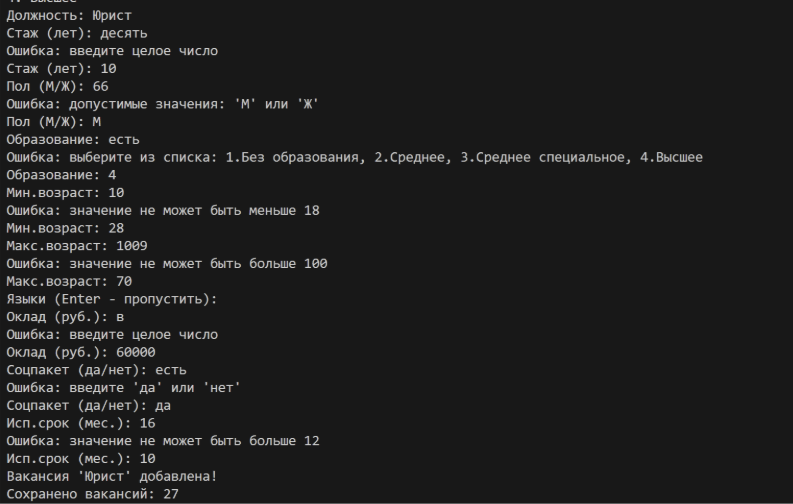 4. Высшее
Должность: Юрист
Стаж (лет): десять
Ошибка: введите целое число
Стаж (лет): 10
Пол (М/Ж): 66
Ошибка: допустимые значения: 'М' или 'Ж'
Пол (М/Ж): М
Образование: есть
Ошибка: выберите из списка: 1.Без образования, 2.Среднее, 3.Среднее специальное, 4.Высшее
Образование: 4
Мин.возраст: 10
Ошибка: значение не может быть меньше 18
Мин.возраст: 28
Макс.возраст: 1009
Ошибка: значение не может быть больше 100
Макс.возраст: 70
Языки (Enter - пропустить):
Оклад (руб.): в
Ошибка: введите целое число
Оклад (руб.): 60000
Соцпакет (да/нет): есть
Ошибка: введите 'да' или 'нет'
Соцпакет (да/нет): да
Исп.срок (мес.): 16
Ошибка: значение не может быть больше 12
Исп.срок (мес.): 10
Вакансия 'Юрист' добавлена!
Сохранено вакансий: 27